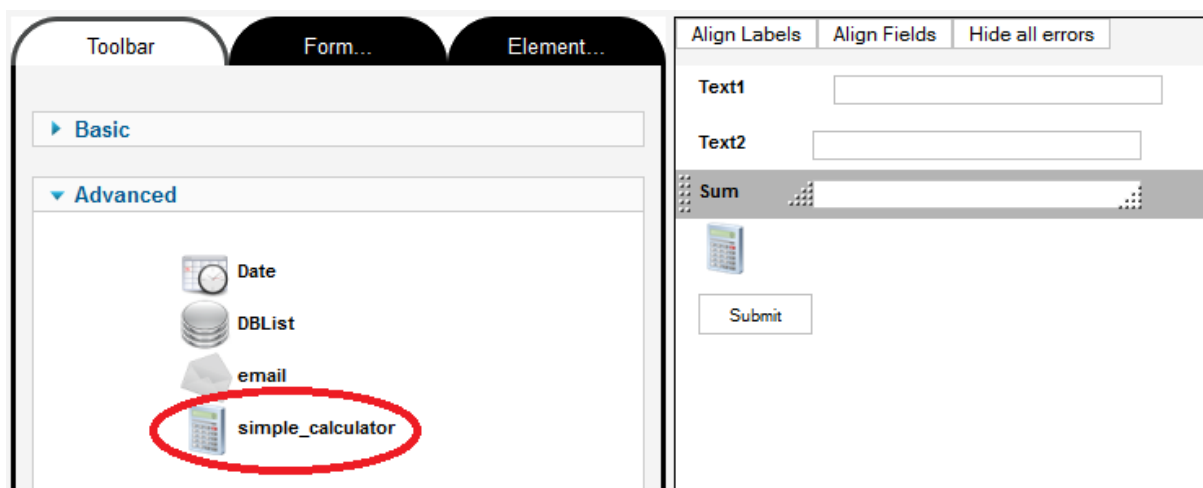 Toolbar
Form...
Element...
Basic
Advanced
Date
DBList
email
simple_calculator
Align Labels
Align Fields
Hide all errors
Text1
Text2
Sum
Submit